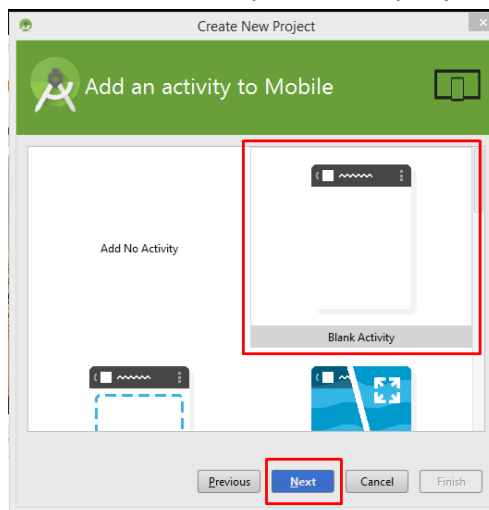 Create New Project
Add an activity to Mobile
Add No Activity
Blank Activity
Previous
Next
Cancel
Finish